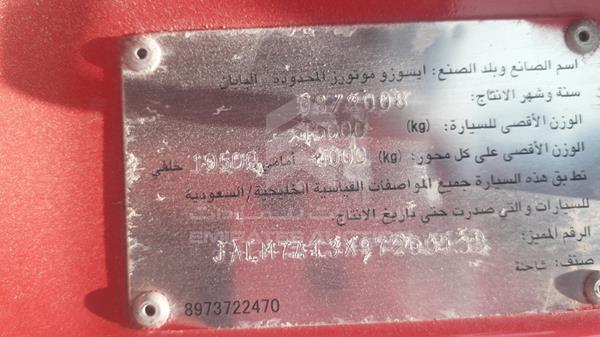 اسم الصانع وبلد الصنع: ايسوزو موتورز المحدودة اليابان
سنة وشهر الانتاج:
الوزن الأقصى للسيارة: (kg)
الوزن الأقصى على كل محور: (kg) أمامي خلفي
تطابق هذه السيارة جميع المواصفات القياسية الخليجية/السعودية
للسيارات والتي صدرت حتى تاريخ الانتاج.
الرقم المميز:
صنف: شاحنة
8973722470